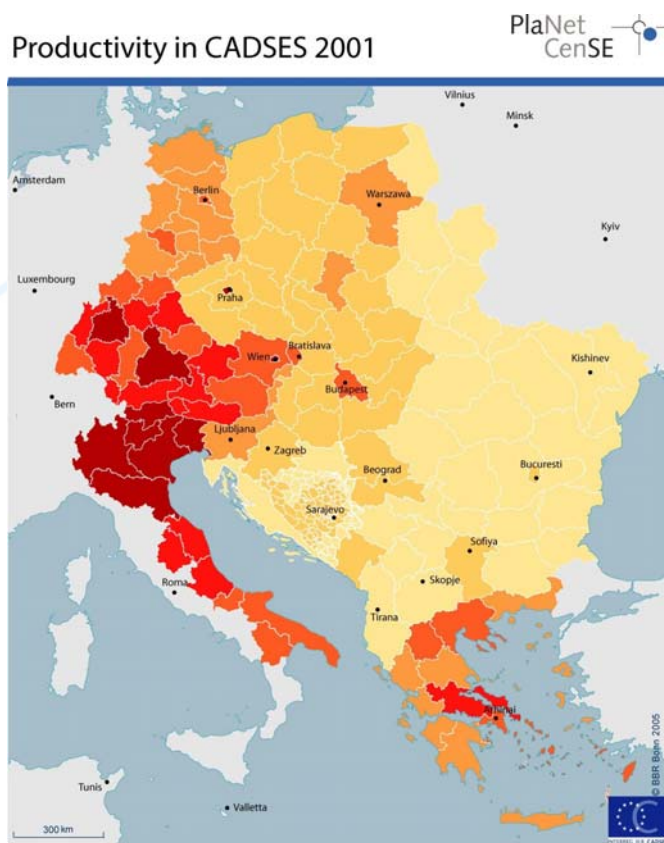 Productivity in CADSES 2001
PlaNet
CenSE
Vilnius
Minsk
Amsterdam
Berlin
Warszawa
Kyiv
Luxembourg
Praha
Wien
Bratislava
Kishinev
Bern
Budapest
Ljubljana
Zagreb
Beograd
Bucuresti
Sarajevo
Sofiya
Roma
Skopje
Tirana
Athinai
© BBR Bonn 2005
Tunis
Valletta
300 km